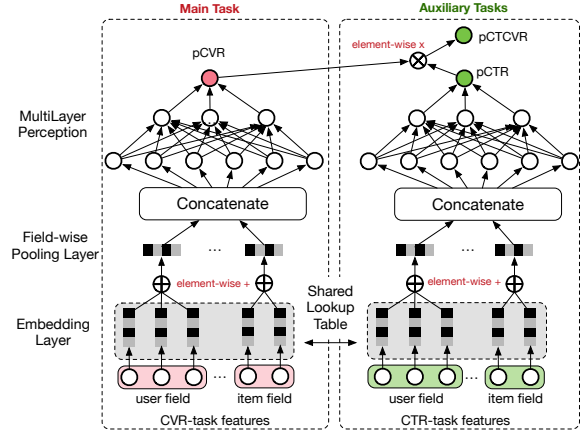 Main Task
Auxiliary Tasks
pCTCVR
element-wise x
pCVR
pCTR
MultiLayer
Perception
Concatenate
Concatenate
Field-wise
Pooling Layer
...
...
element-wise +
element-wise +
Shared
Lookup
Table
Embedding
Layer
...
...
user field
item field
user field
item field
CVR-task features
CTR-task features